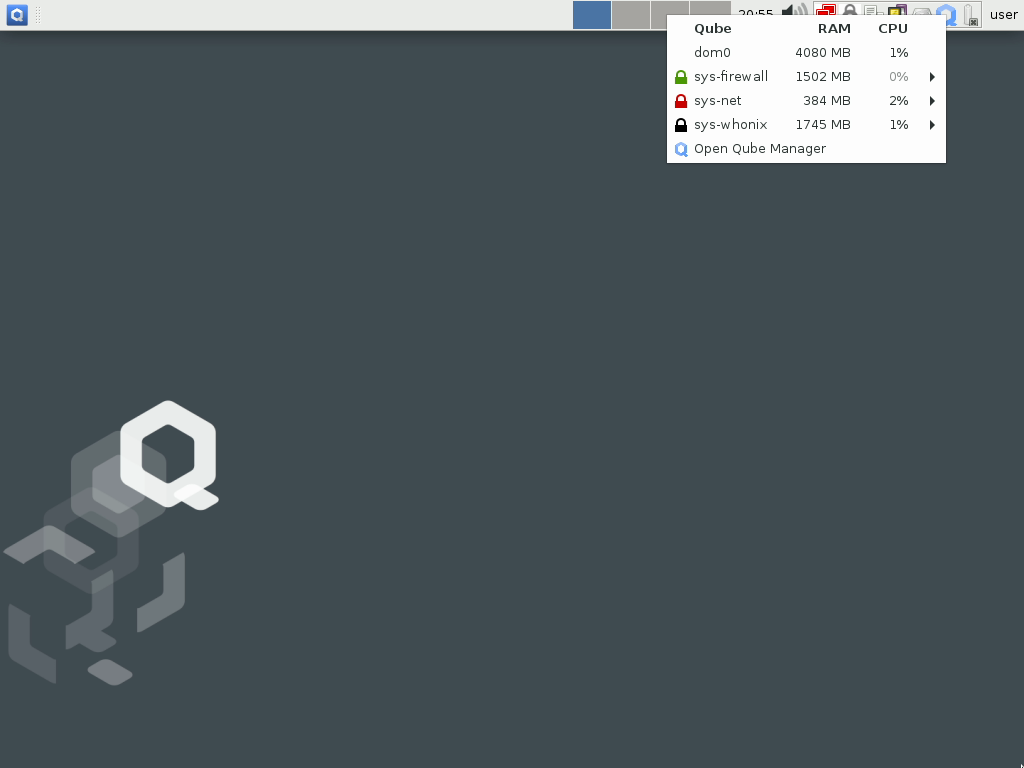 20:55 user
Qube RAM CPU
dom0 4080 MB 1%
sys-firewall 1502 MB 0%
sys-net 384 MB 2%
sys-whonix 1745 MB 1%
Open Qube Manager